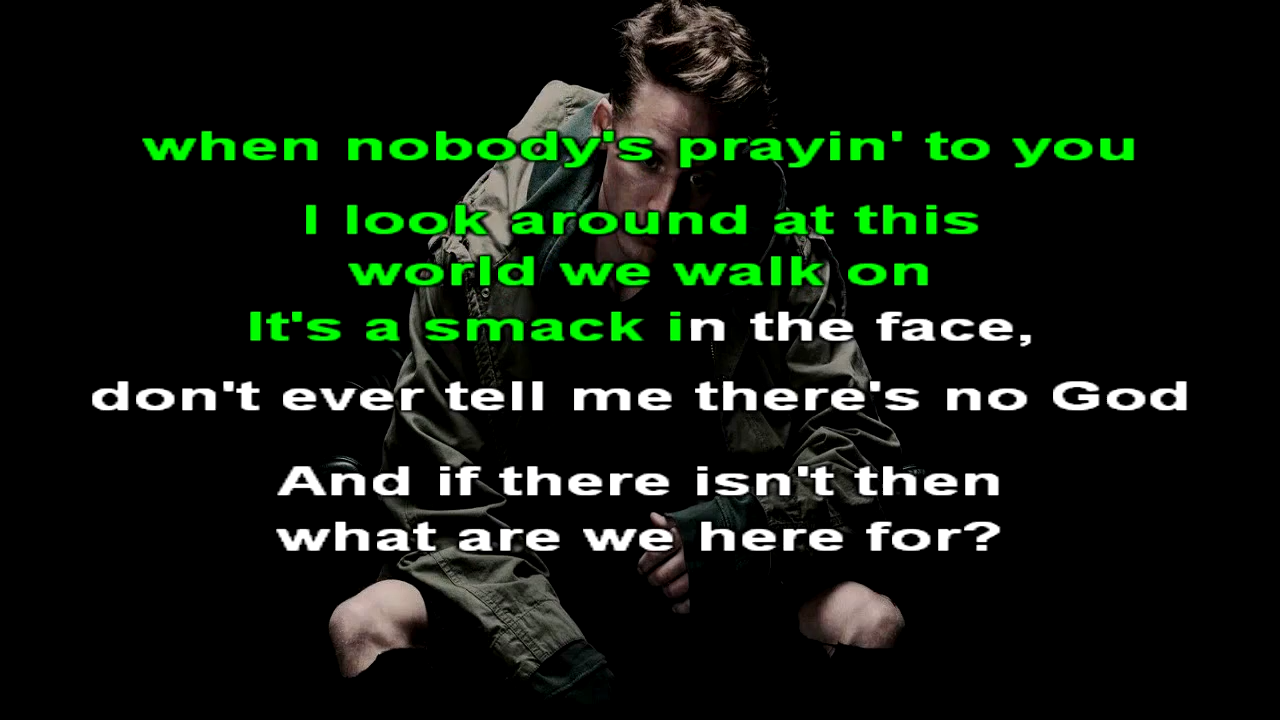 when nobody's prayin' to you
I look around at this
world we walk on
It's a smack in the face,
don't ever tell me there's no God
And if there isn't then
what are we here for?